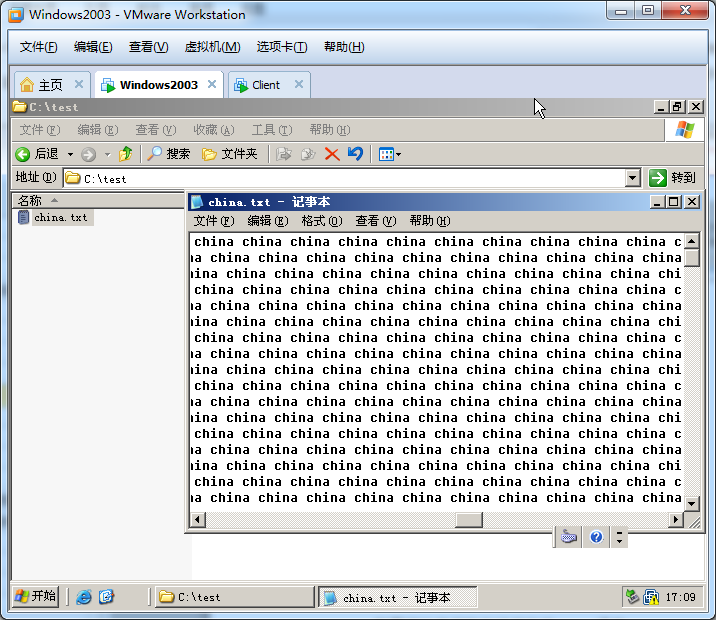 Windows2003 - VMware Workstation
文件(F) 编辑(E) 查看(V) 虚拟机(M) 选项卡(T) 帮助(H)
主页 Windows2003 Client
C:\test
文件(F) 编辑(E) 查看(V) 收藏(A) 工具(T) 帮助(H)
后退 搜索 文件夹
地址(D) C:\test 转到
名称
china.txt
china.txt - 记事本
文件(F) 编辑(E) 格式(O) 查看(V) 帮助(H)
china china china china china china china china china china c
a china china china china china china china china china china
ina china china china china china china china china china chi
china china china china china china china china china china c
a china china china china china china china china china china
ina china china china china china china china china china chi
china china china china china china china china china china c
a china china china china china china china china china china
ina china china china china china china china china china chi
china china china china china china china china china china c
a china china china china china china china china china china
ina china china china china china china china china china chi
china china china china china china china china china china c
a china china china china china china china china china china
ina china china china china china china china china china chi
china china china china china china china china china china c
a china china china china china china china china china china
开始 C:\test china.txt - 记事本 17:09